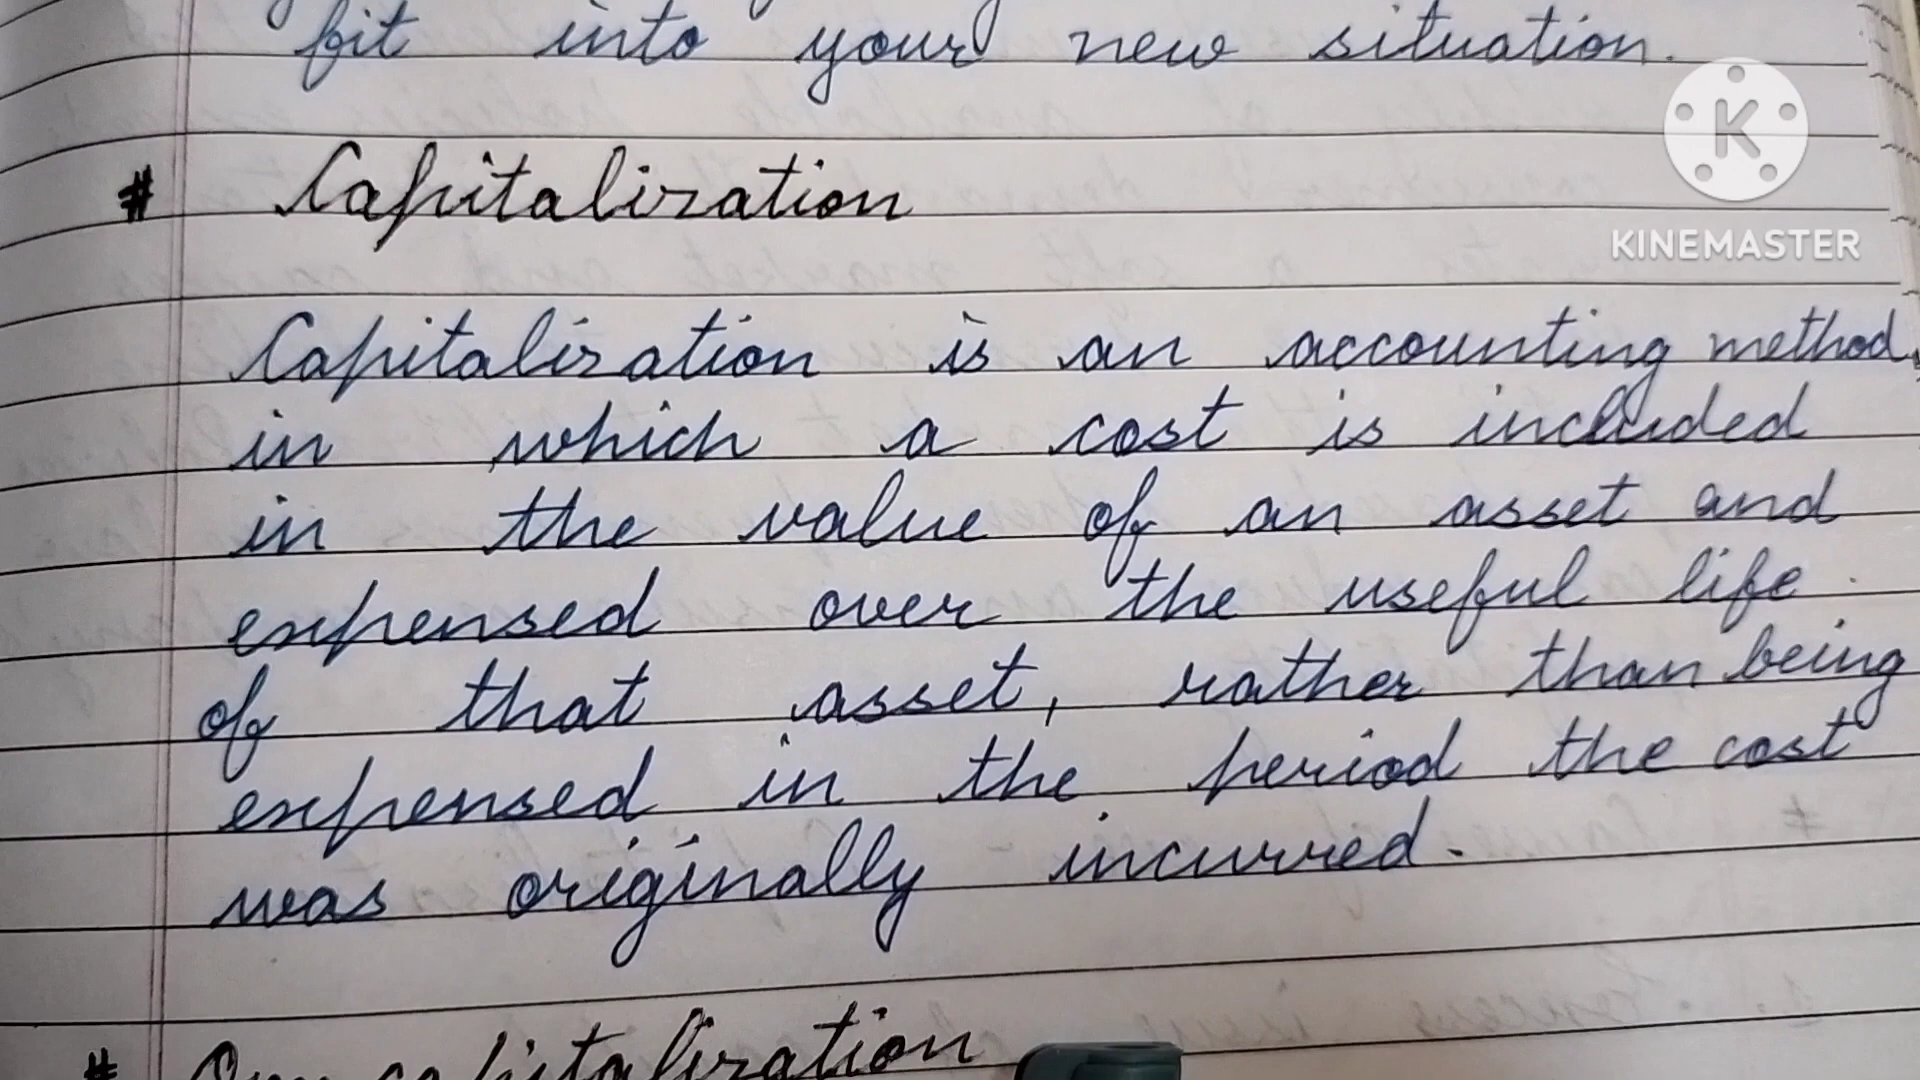 fit into your new situation.
# Capitalization
KINEMASTER
Capitalization is an accounting method
in which a cost is included
in the value of an asset and
expensed over the useful life
of that asset, rather than being
expensed in the period the cost
was originally incurred.
# Over capitalization